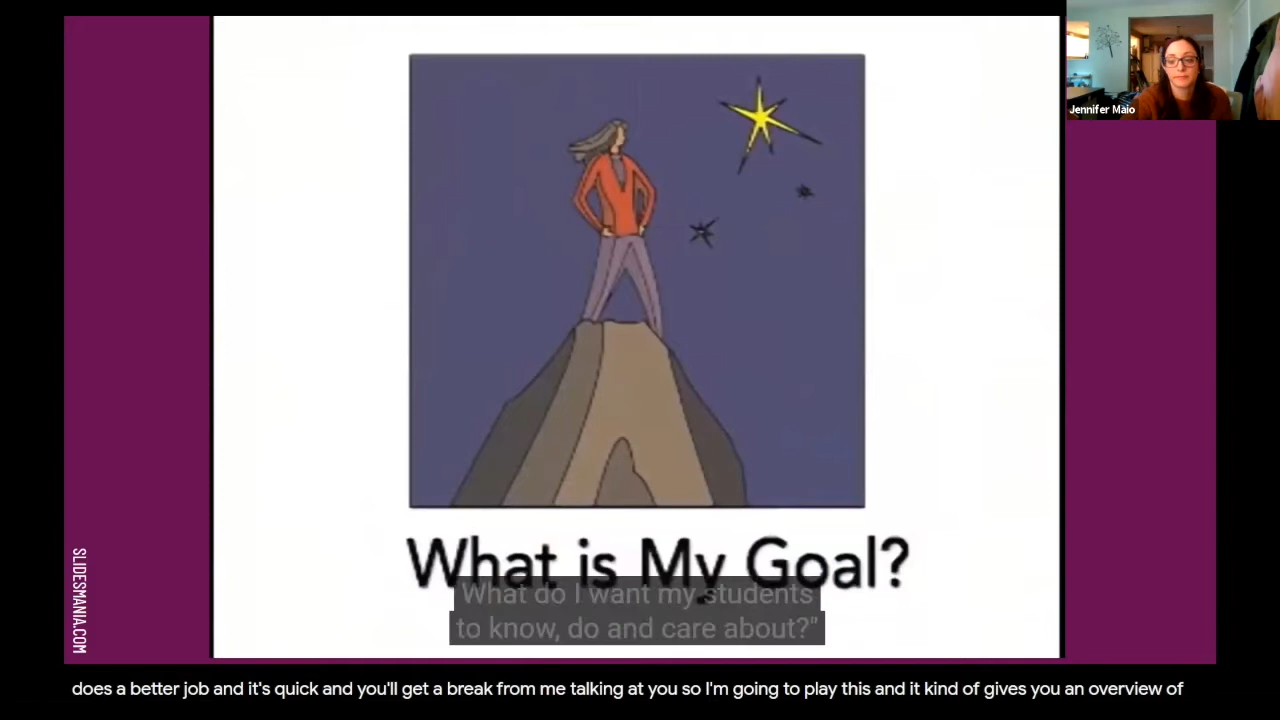 Jennifer Maio
What is My Goal?
What do I want my students
to know, do and care about?"
SLIDESMANIA.COM
does a better job and it's quick and you'll get a break from me talking at you so I'm going to play this and it kind of gives you an overview of